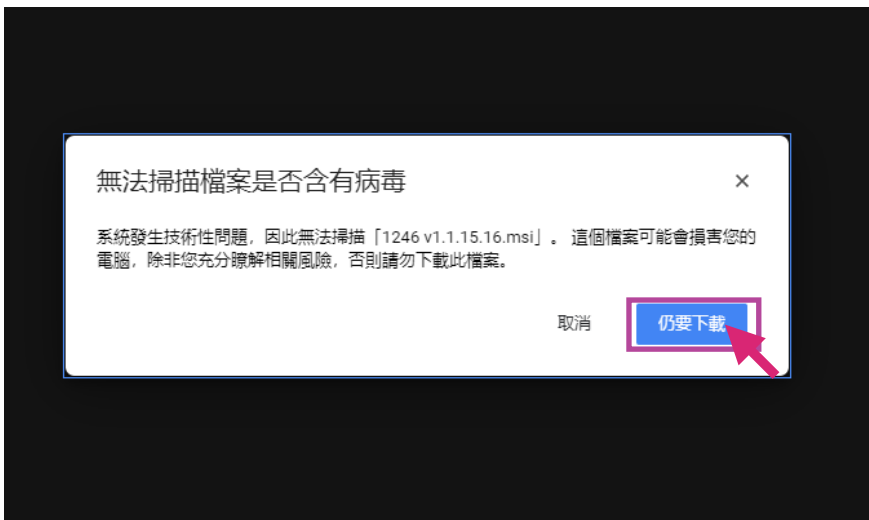 無法掃描檔案是否含有病毒
系統發生技術性問題，因此無法掃描「1246 v1.1.15.16.msi」。 這個檔案可能會損害您的
電腦，除非您充分瞭解相關風險，否則請勿下載此檔案。
取消 仍要下載